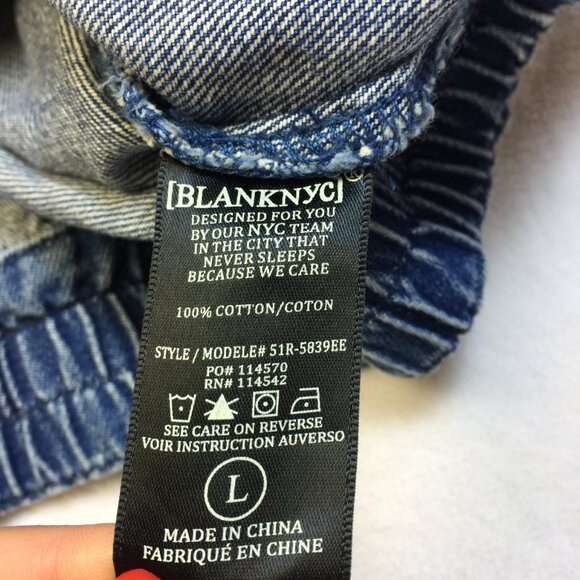 [BLANKNYC]®
DESIGNED FOR YOU
BY OUR NYC TEAM
IN THE CITY THAT
NEVER SLEEPS
BECAUSE WE CARE
100% COTTON/COTON
STYLE / MODELE# 51R-5839EE
PO# 114570
RN# 114542
SEE CARE ON REVERSE
VOIR INSTRUCTION AUVERSO
L
MADE IN CHINA
FABRIQUÉ EN CHINE